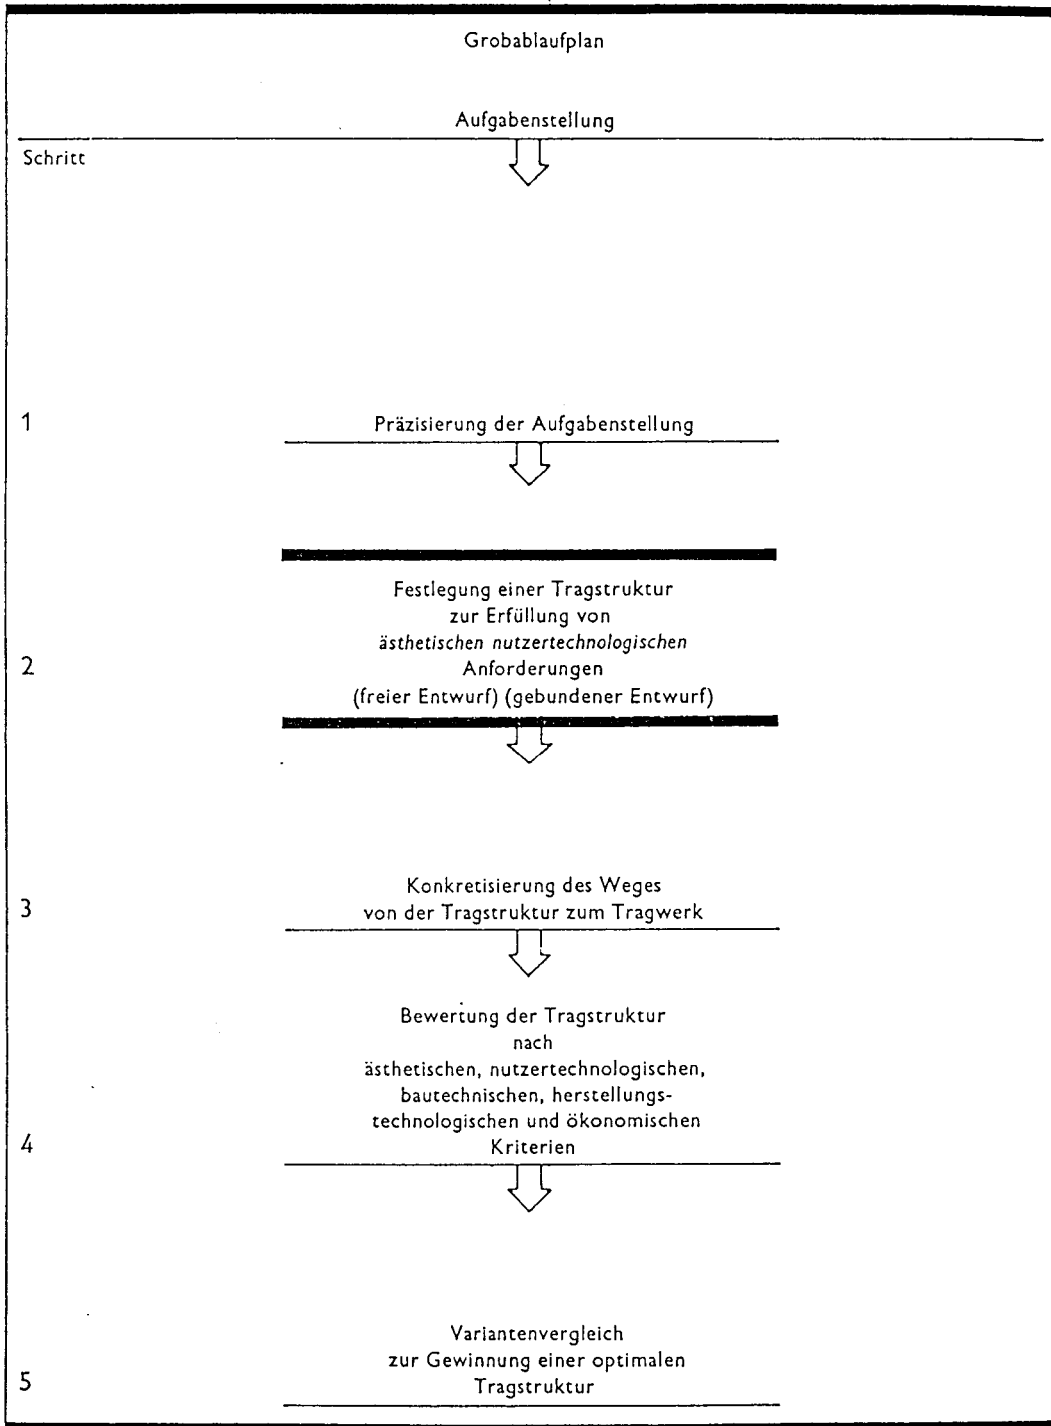 Grobablaufplan
Aufgabenstellung
Schritt
1
Präzisierung der Aufgabenstellung
Festlegung einer Tragstruktur
zur Erfüllung von
ästhetischen nutzertechnologischen
2
Anforderungen
(freier Entwurf) (gebundener Entwurf)
Konkretisierung des Weges
3
von der Tragstruktur zum Tragwerk
Bewertung der Tragstruktur
nach
ästhetischen, nutzertechnologischen,
bautechnischen, herstellungs-
technologischen und ökonomischen
4
Kriterien
Variantenvergleich
zur Gewinnung einer optimalen
5
Tragstruktur